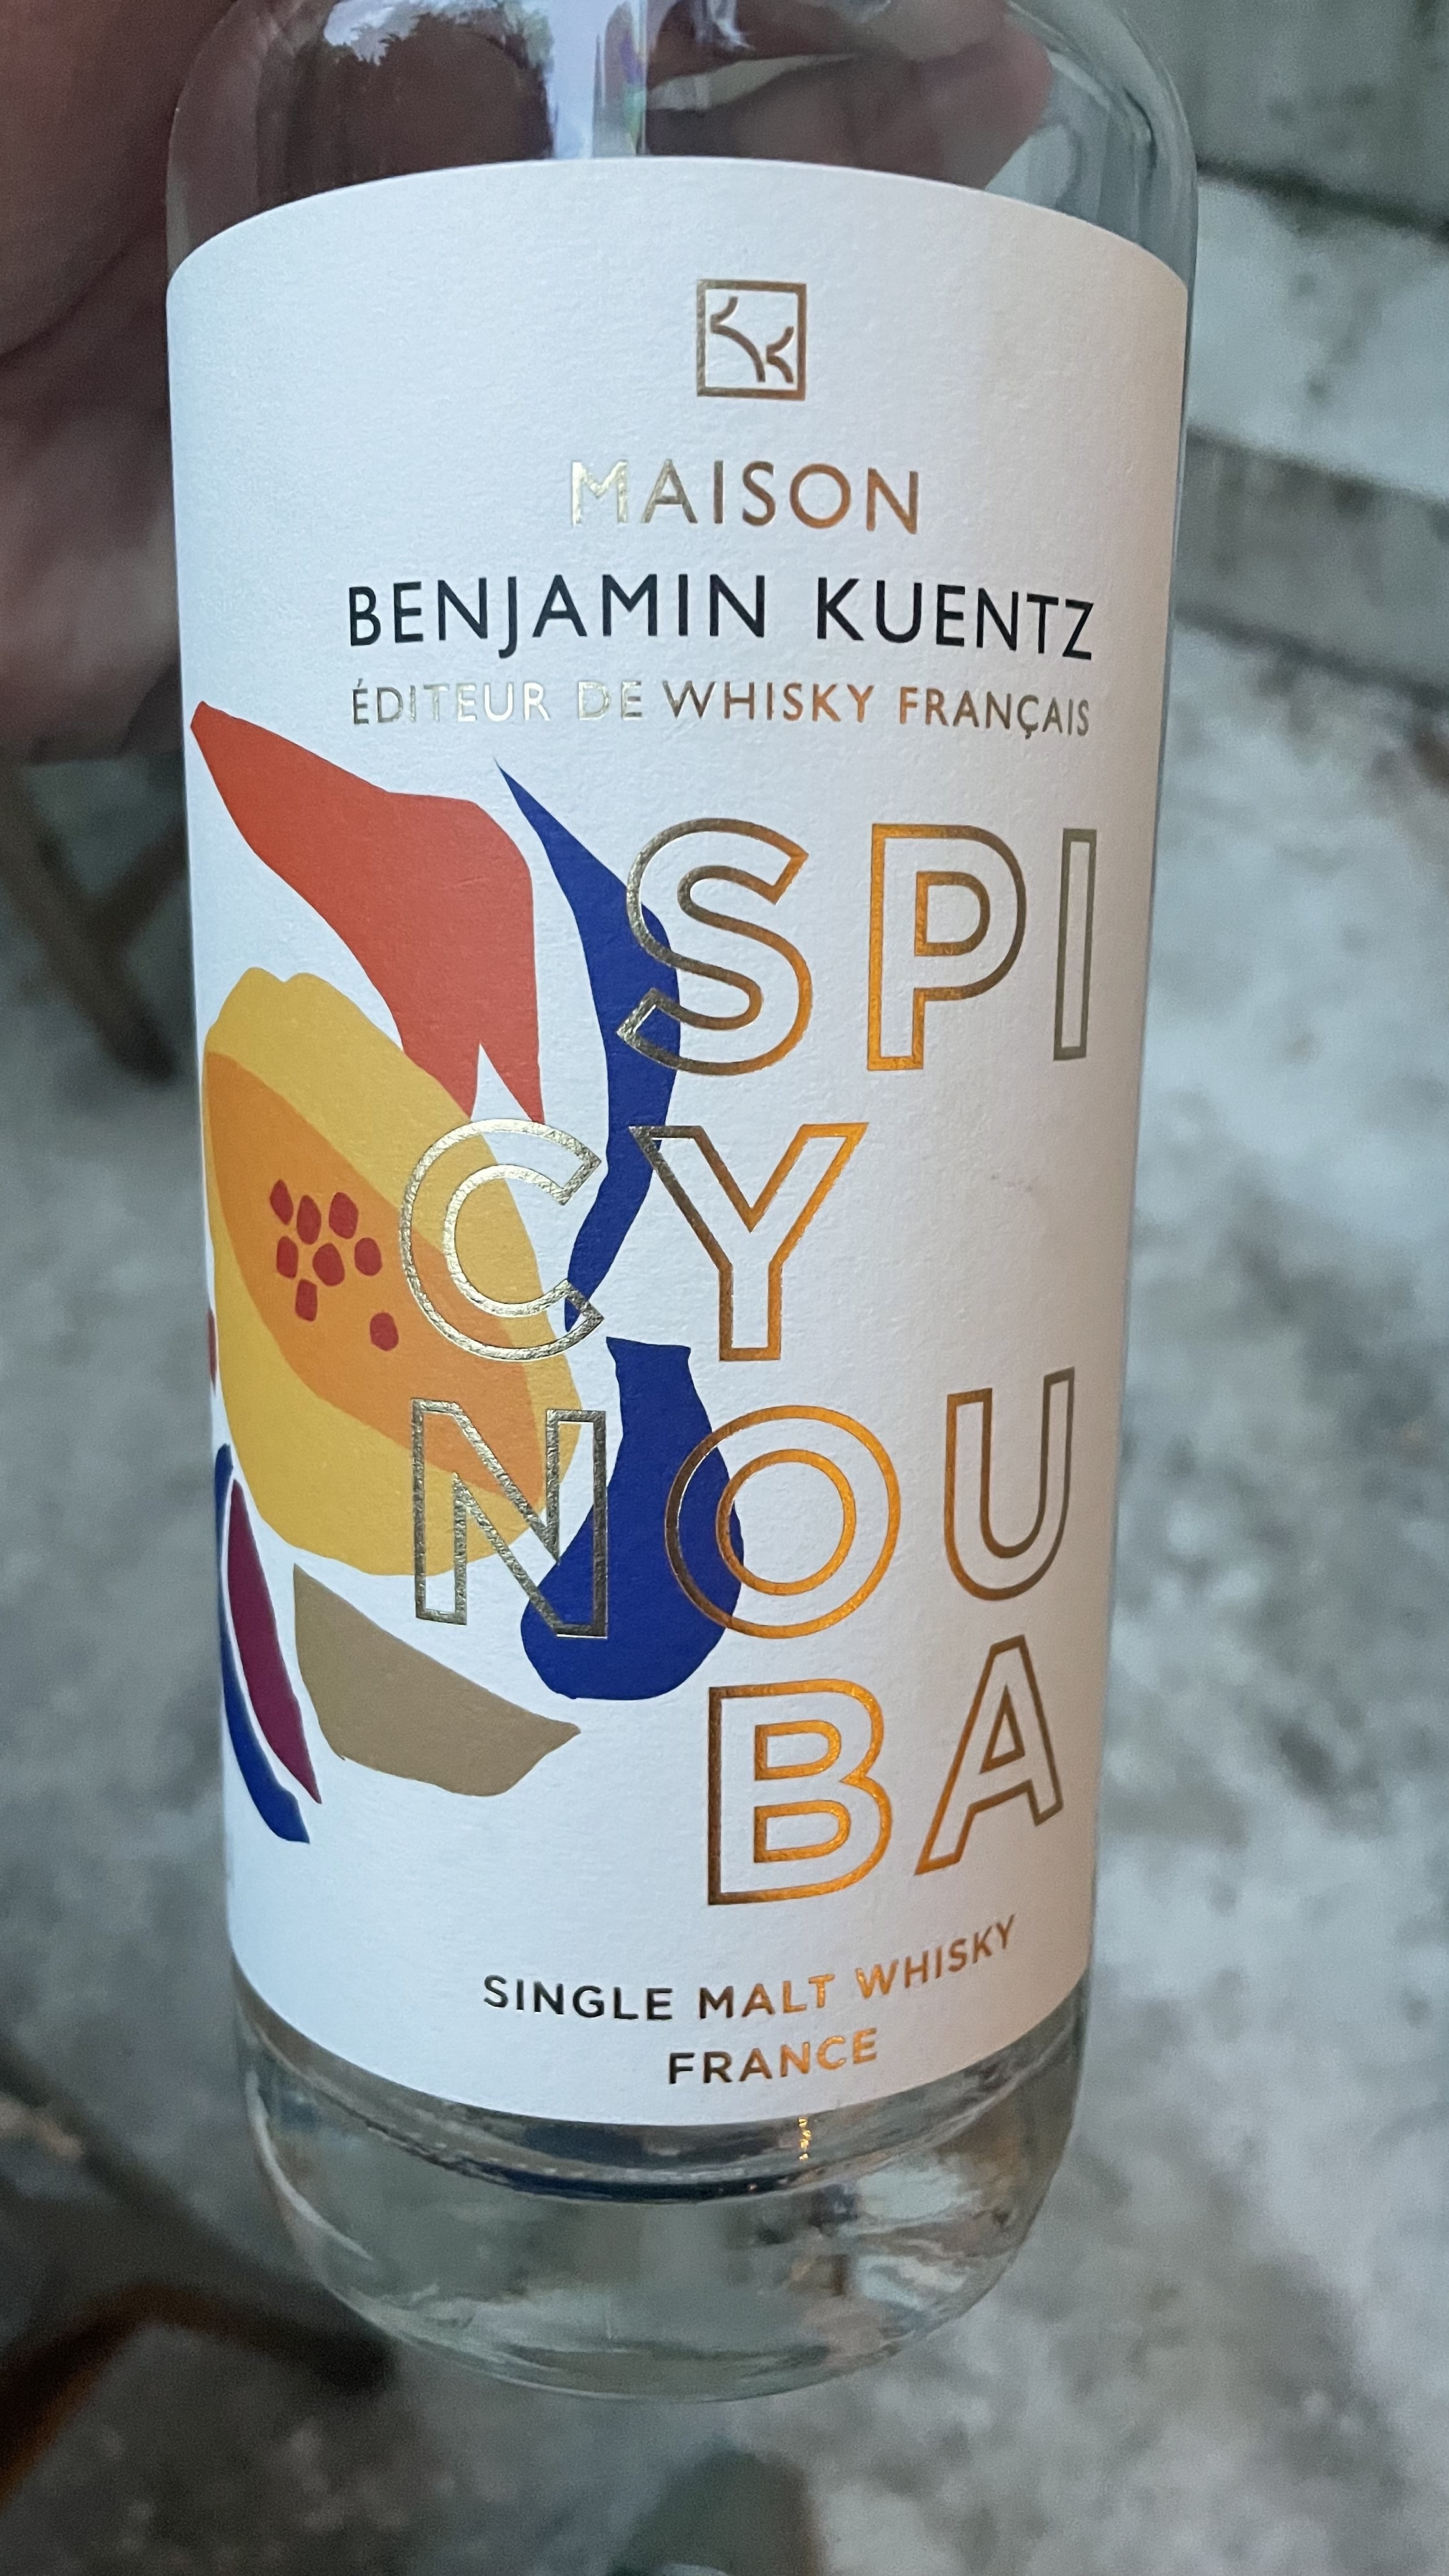 MAISON
BENJAMIN KUENTZ
ÉDITEUR DE WHISKY FRANÇAIS
SPI
CY
NOU
BA
SINGLE MALT WHISKY
FRANCE